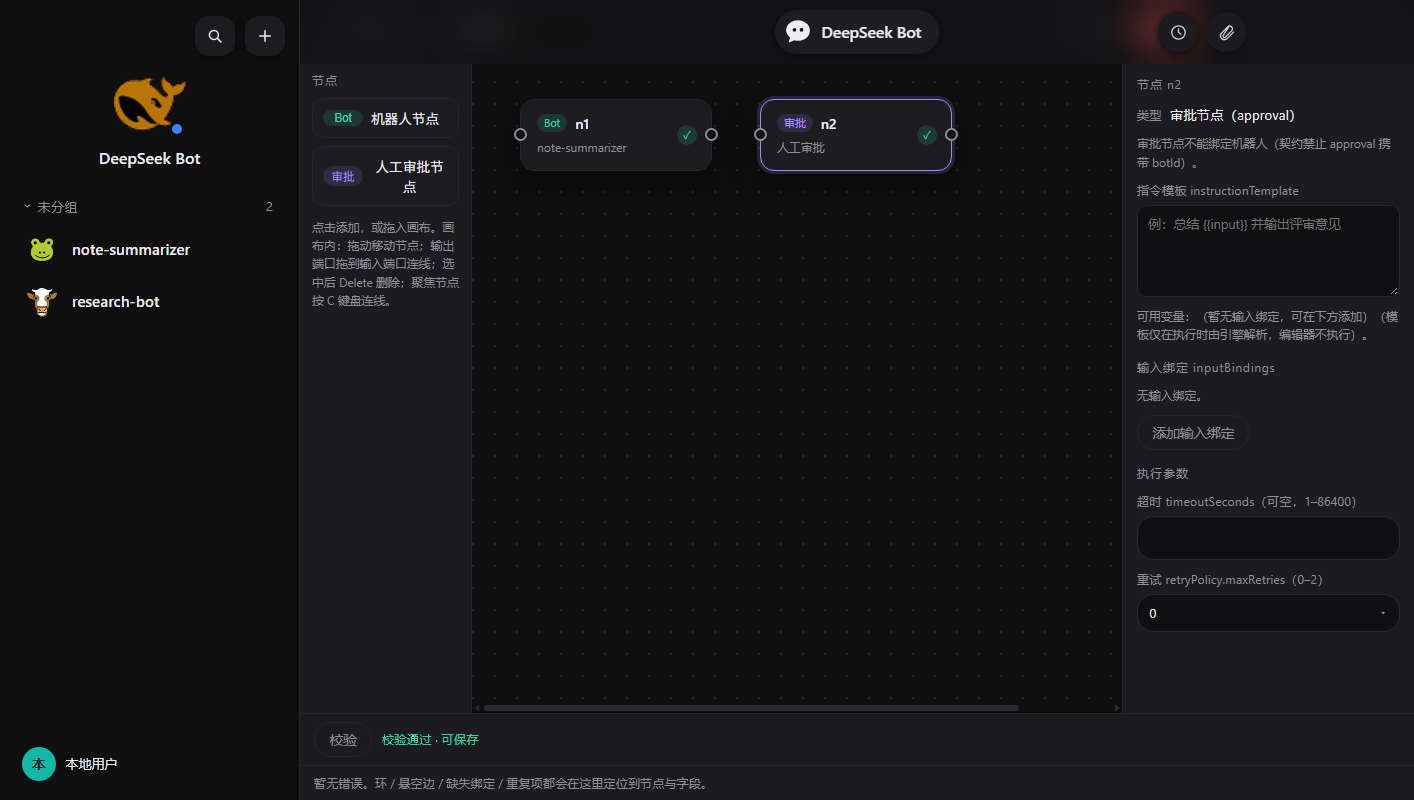 DeepSeek Bot
DeepSeek Bot
未分组 2
note-summarizer
research-bot
本 本地用户
节点
Bot 机器人节点
审批 人工审批节
点
点击添加，或拖入画布。画
布内：拖动移动节点；输出
端口拖到输入端口连线；选
中后 Delete 删除；聚焦节点
按 C 键盘连线。
Bot n1
note-summarizer
审批 n2
人工审批
节点 n2
类型 审批节点（approval）
审批节点不能绑定机器人（契约禁止 approval 携
带 botId）。
指令模板 instructionTemplate
例：总结 {{input}} 并输出评审意见
可用变量：（暂无输入绑定，可在下方添加）（模
板仅在执行时由引擎解析，编辑器不执行）。
输入绑定 inputBindings
无输入绑定。
添加输入绑定
执行参数
超时 timeoutSeconds（可空，1–86400）
重试 retryPolicy.maxRetries（0–2）
0
校验 校验通过 · 可保存
暂无错误。环 / 悬空边 / 缺失绑定 / 重复项都会在这里定位到节点与字段。